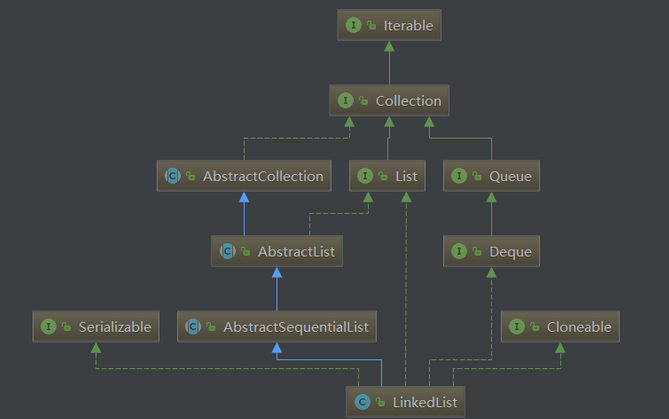 I Iterable
I Collection
C AbstractCollection
I List
I Queue
C AbstractList
I Deque
I Serializable
C AbstractSequentialList
I Cloneable
C LinkedList